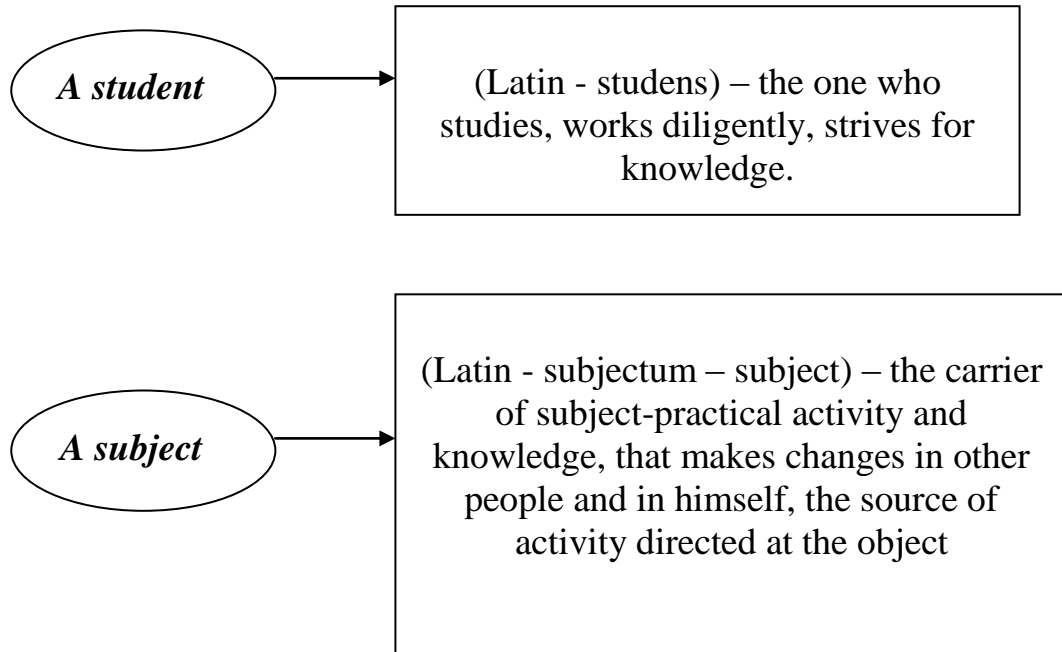 A student
(Latin - studens) – the one who
studies, works diligently, strives for
knowledge.
A subject
(Latin - subjectum – subject) – the carrier
of subject-practical activity and
knowledge, that makes changes in other
people and in himself, the source of
activity directed at the object